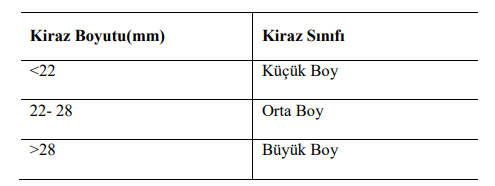 Kiraz Boyutu(mm) Kiraz Sınıfı
<22 Küçük Boy
22- 28 Orta Boy
>28 Büyük Boy